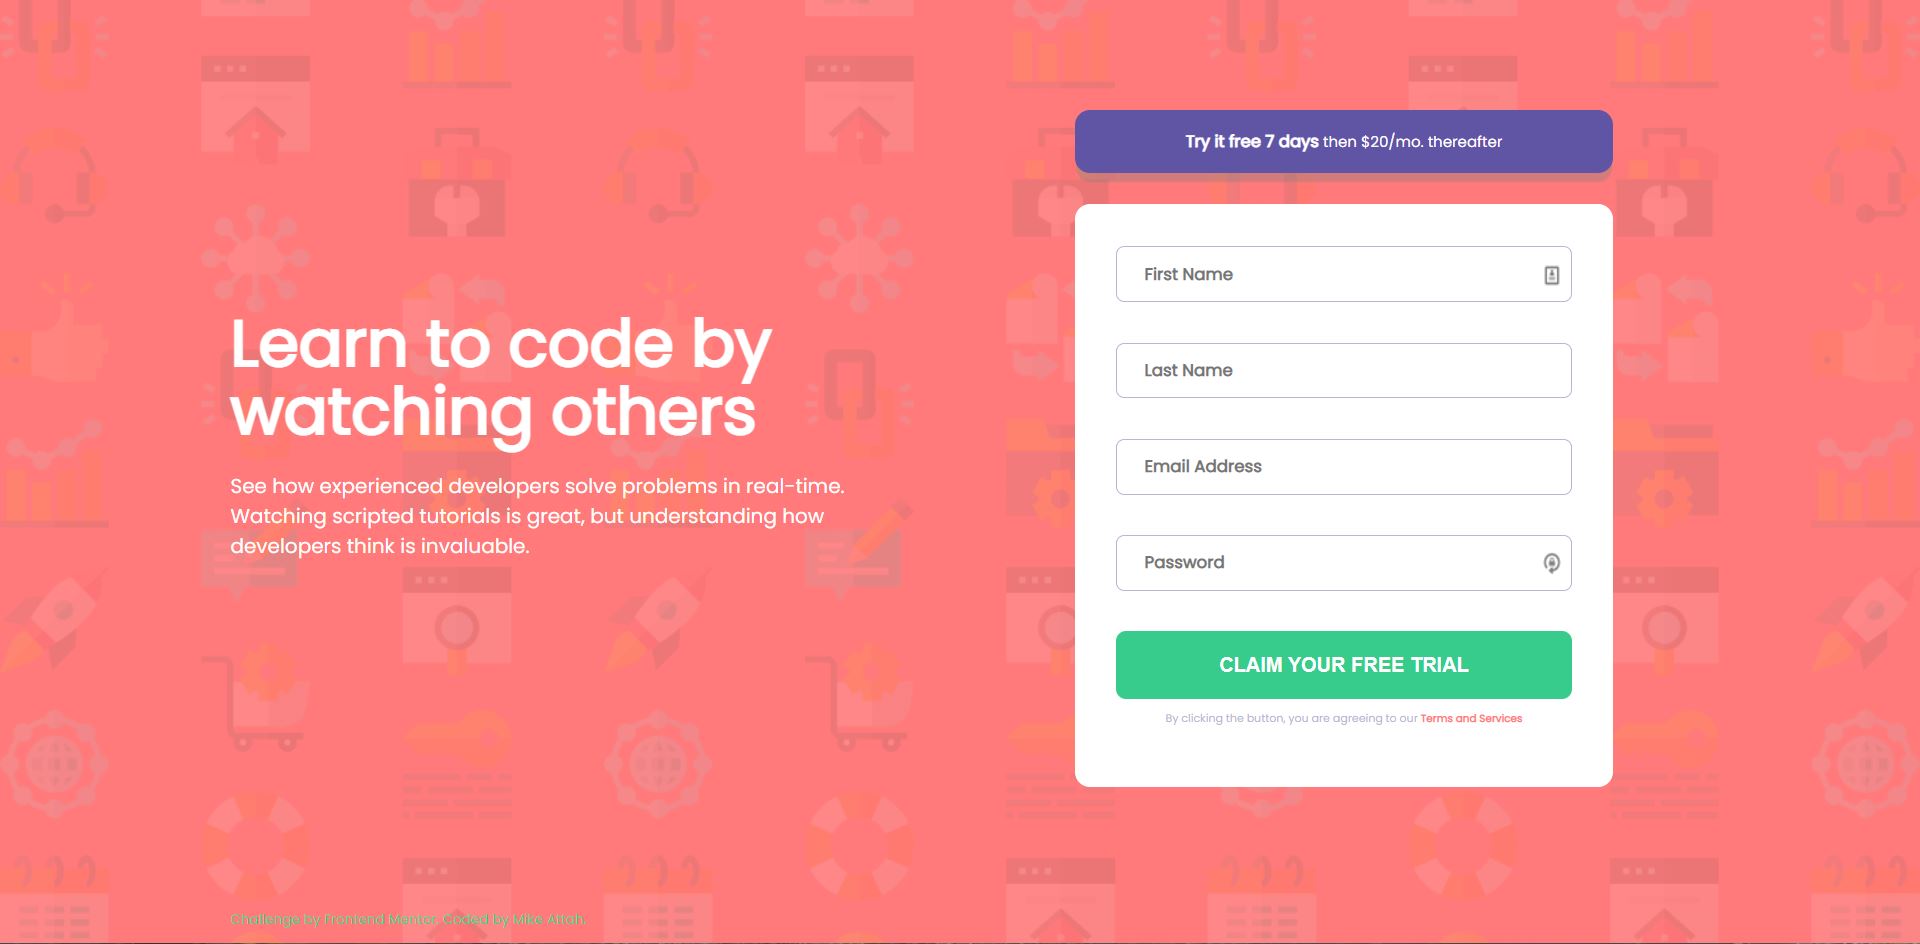 Try it free 7 days then $20/mo. thereafter
First Name
Last Name
Email Address
Password
CLAIM YOUR FREE TRIAL
By clicking the button, you are agreeing to our Terms and Services
Learn to code by
watching others
See how experienced developers solve problems in real-time.
Watching scripted tutorials is great, but understanding how
developers think is invaluable.
Challenge by Frontend Mentor. Coded by Mike Attah.